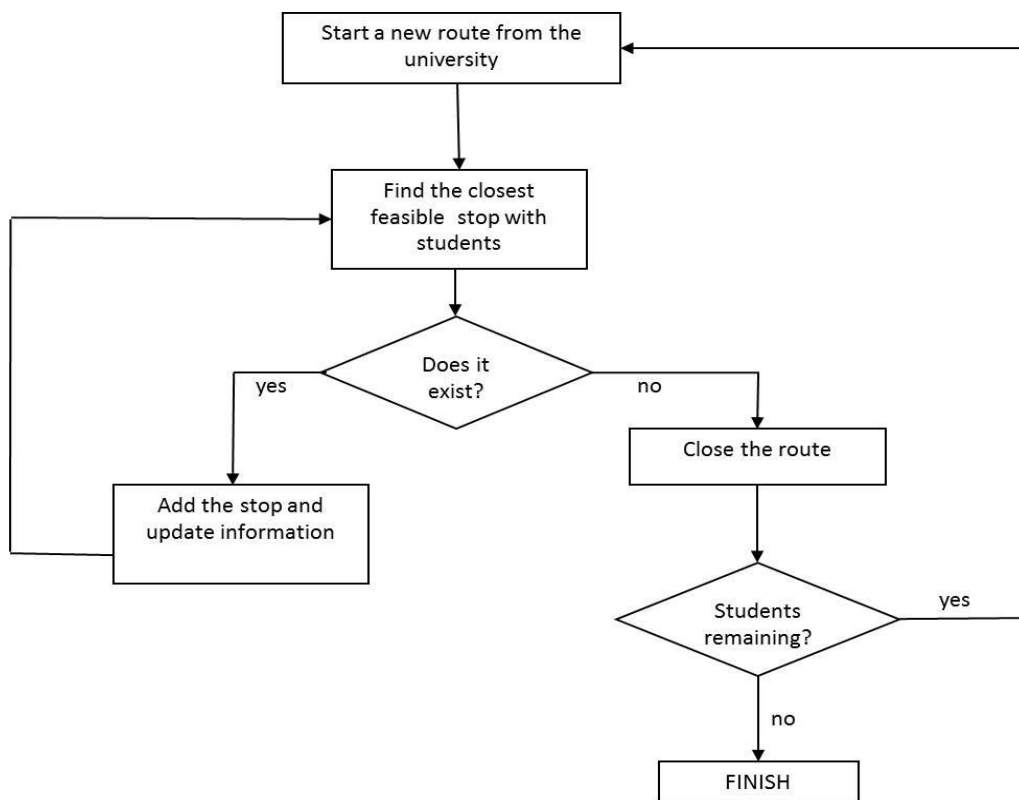 Start a new route from the
university
Find the closest
feasible stop with
students
Does it
exist?
yes
no
Close the route
Add the stop and
update information
Students
remaining?
yes
no
FINISH